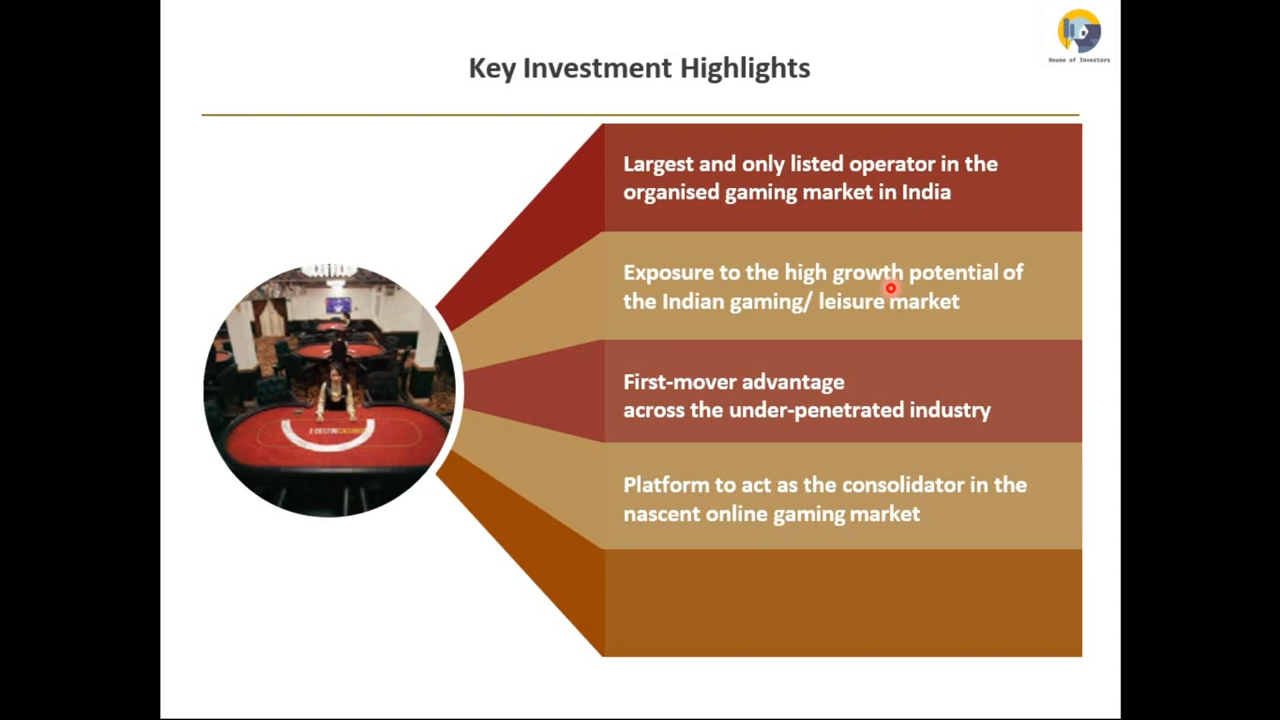 Key Investment Highlights
House of Investors
Largest and only listed operator in the
organised gaming market in India
Exposure to the high growth potential of
the Indian gaming/ leisure market
First-mover advantage
across the under-penetrated industry
Platform to act as the consolidator in the
nascent online gaming market